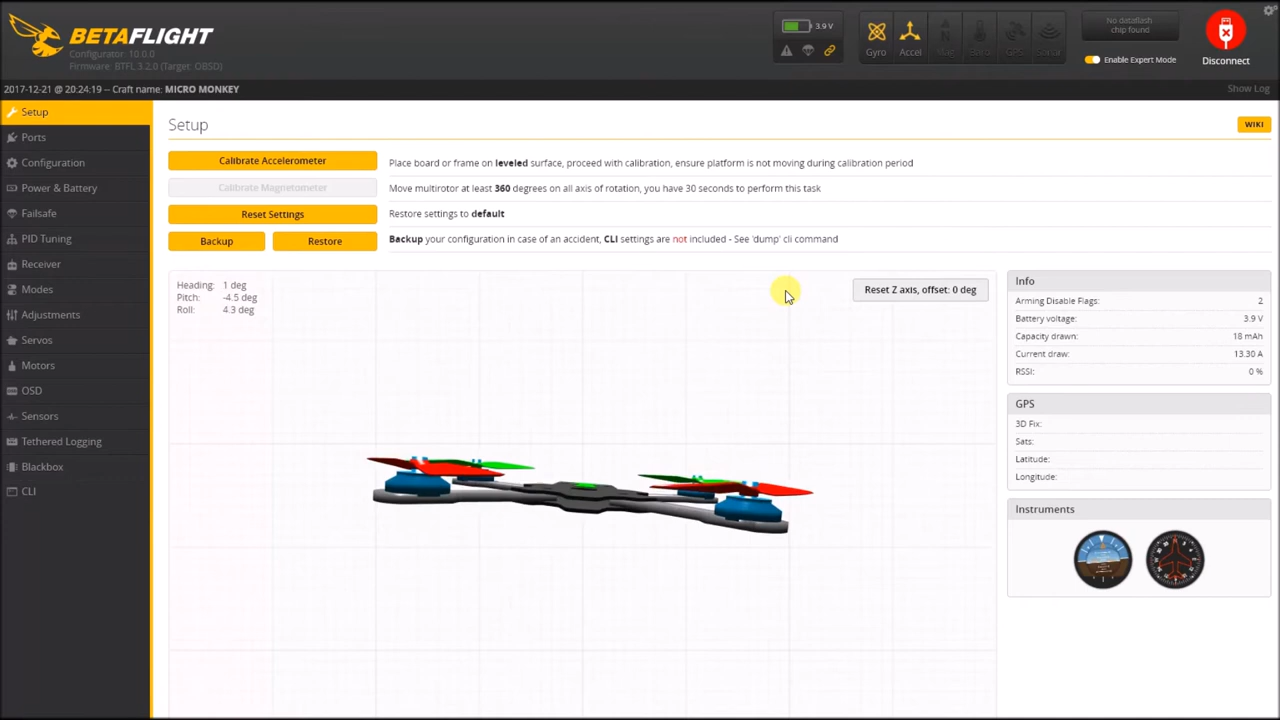 BETAFLIGHT
Configurator: 10.0.0
Firmware: BTFL 3.2.0 (Target: OBSD)
3.9 V
Gyro
Accel
Mag
Baro
GPS
Sonar
No dataflash
chip found
Enable Expert Mode
Disconnect
2017-12-21 @ 20:24:19 -- Craft name: MICRO MONKEY
Show Log
Setup
Ports
Configuration
Power & Battery
Failsafe
PID Tuning
Receiver
Modes
Adjustments
Servos
Motors
OSD
Sensors
Tethered Logging
Blackbox
CLI
Setup
WIKI
Calibrate Accelerometer
Place board or frame on leveled surface, proceed with calibration, ensure platform is not moving during calibration period
Calibrate Magnetometer
Move multirotor at least 360 degrees on all axis of rotation, you have 30 seconds to perform this task
Reset Settings
Restore settings to default
Backup
Restore
Backup your configuration in case of an accident, CLI settings are not included - See 'dump' cli command
Heading: 1 deg
Pitch: -4.5 deg
Roll: 4.3 deg
Reset Z axis, offset: 0 deg
Info
Arming Disable Flags: 2
Battery voltage: 3.9 V
Capacity drawn: 18 mAh
Current draw: 13.30 A
RSSI: 0 %
GPS
3D Fix:
Sats:
Latitude:
Longitude:
Instruments